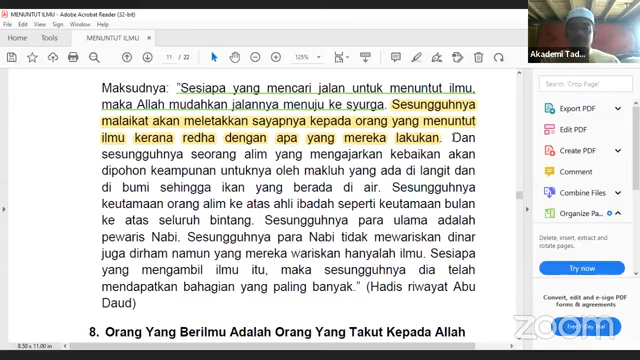 MENUNTUT ILMU - Adobe Acrobat Reader (32-bit)
File Edit View Sign Window Help
Home Tools MENUNTUT ILMU ×
11 / 22 125%
Akademi Tad...
Maksudnya: "Sesiapa yang mencari jalan untuk menuntut ilmu,
maka Allah mudahkan jalannya menuju ke syurga. Sesungguhnya
malaikat akan meletakkan sayapnya kepada orang yang menuntut
ilmu kerana redha dengan apa yang mereka lakukan. Dan
sesungguhnya seorang alim yang mengajarkan kebaikan akan
dipohon keampunan untuknya oleh makluh yang ada di langit dan
di bumi sehingga ikan yang berada di air. Sesungguhnya
keutamaan orang alim ke atas ahli ibadah seperti keutamaan bulan
ke atas seluruh bintang. Sesungguhnya para ulama adalah
pewaris Nabi. Sesungguhnya para Nabi tidak mewariskan dinar
juga dirham namun yang mereka wariskan hanyalah ilmu. Sesiapa
yang mengambil ilmu itu, maka sesungguhnya dia telah
mendapatkan bahagian yang paling banyak." (Hadis riwayat Abu
Daud)
8. Orang Yang Berilmu Adalah Orang Yang Takut Kepada Allah
8.50 x 11.00 in
Search 'Crop Page'
Export PDF
Edit PDF
Create PDF
Comment
Combine Files
Organize Pa...
Delete, insert, extract and
rotate pages.
Try now
Convert, edit and e-sign PDF
forms & agreements
Free 7-Day Trial
zoom